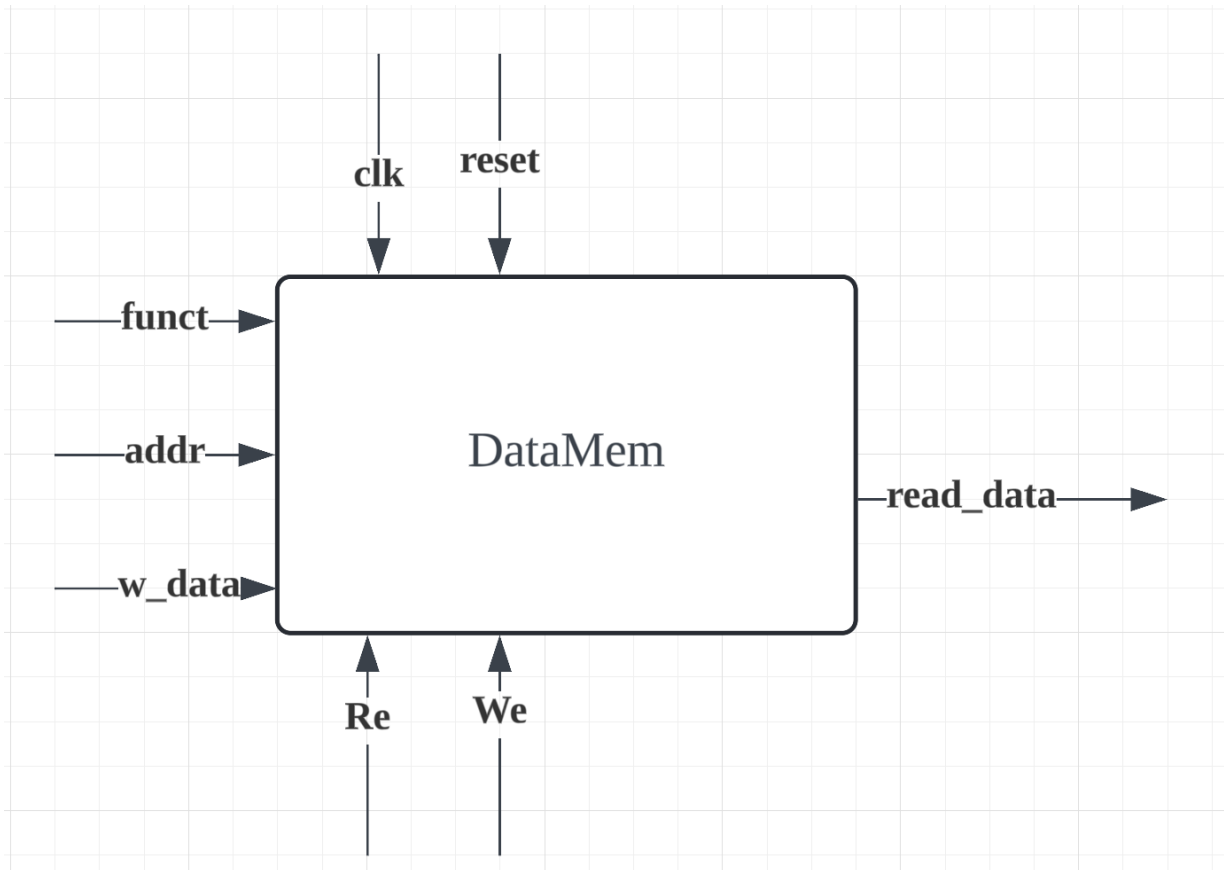 clk
reset
funct
addr
DataMem
read_data
w_data
Re
We